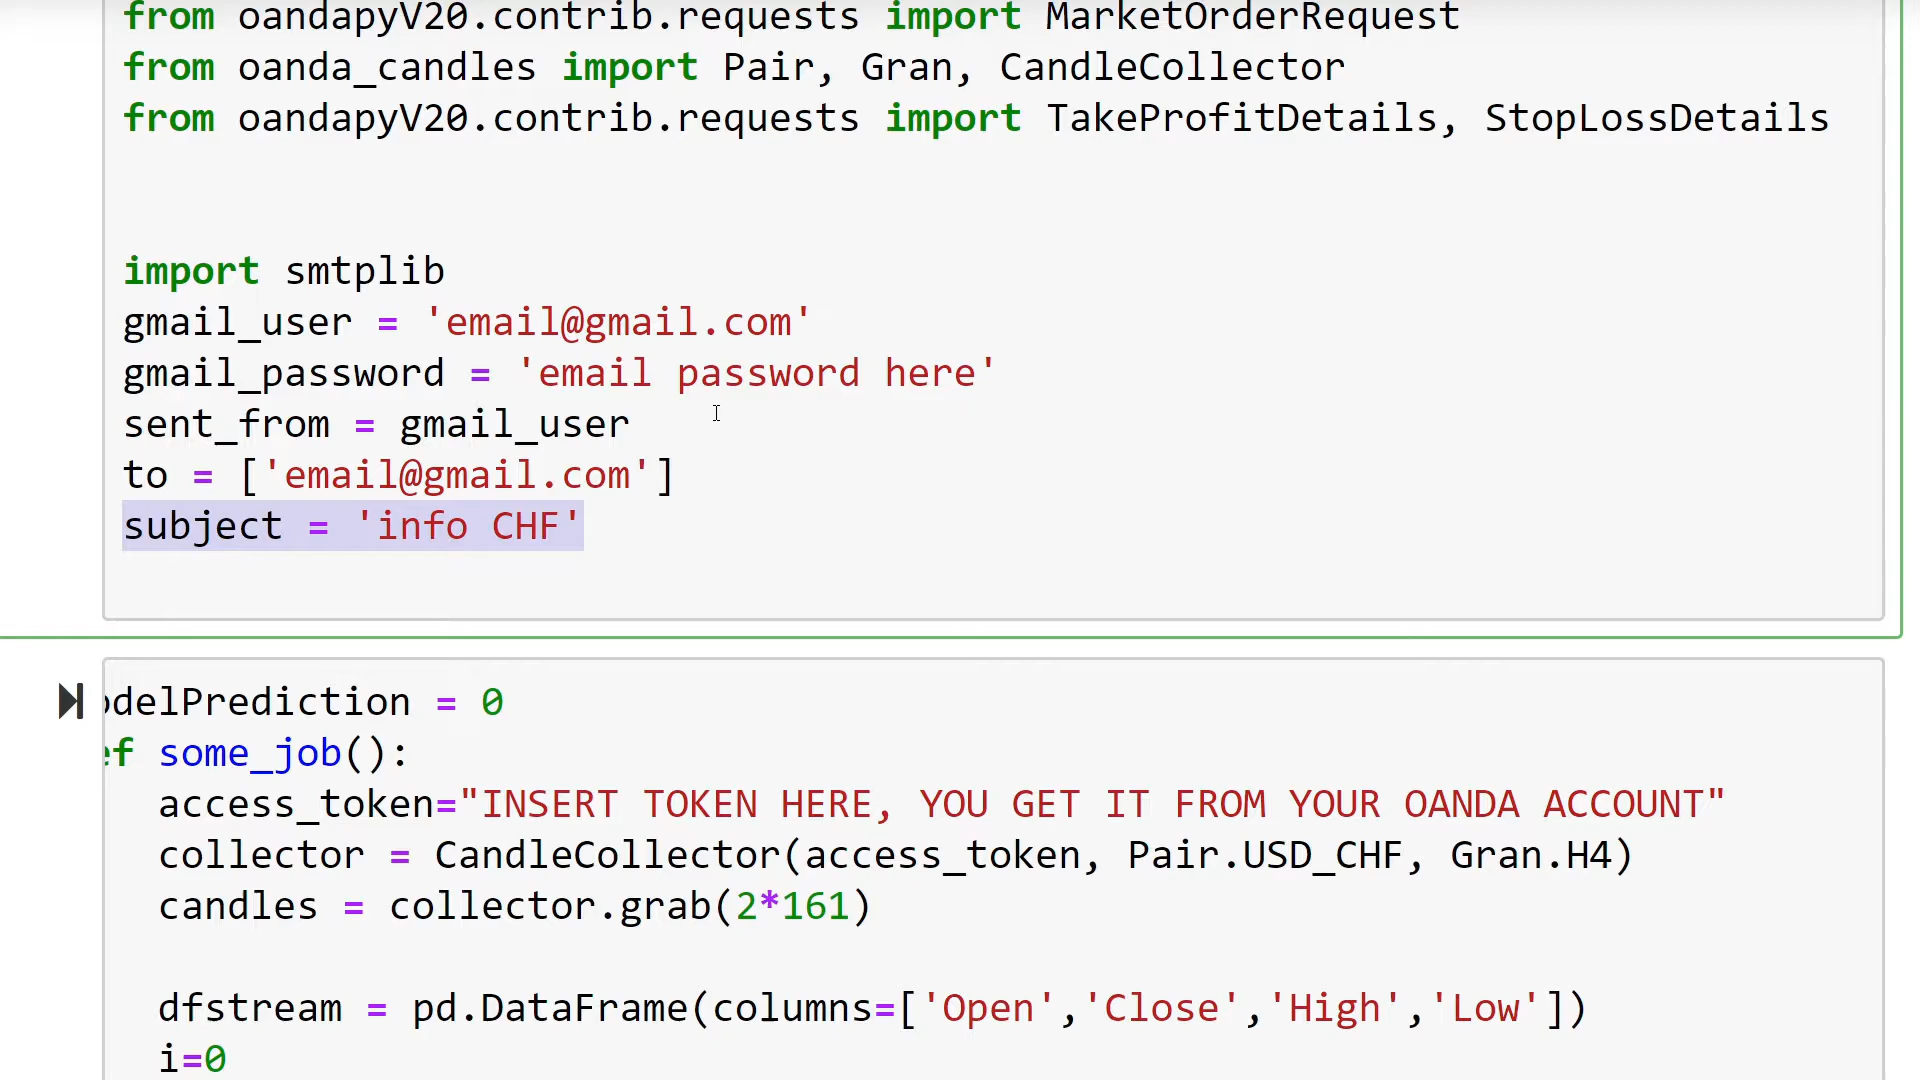 from oandapyV20.contrib.requests import MarketOrderRequest
from oanda_candles import Pair, Gran, CandleCollector
from oandapyV20.contrib.requests import TakeProfitDetails, StopLossDetails
import smtplib
gmail_user = 'email@gmail.com'
gmail_password = 'email password here'
sent_from = gmail_user
to = ['email@gmail.com']
subject = 'info CHF'
odelPrediction = 0
ef some_job():
access_token="INSERT TOKEN HERE, YOU GET IT FROM YOUR OANDA ACCOUNT"
collector = CandleCollector(access_token, Pair.USD_CHF, Gran.H4)
candles = collector.grab(2*161)
dfstream = pd.DataFrame(columns=['Open','Close','High','Low'])
i=0